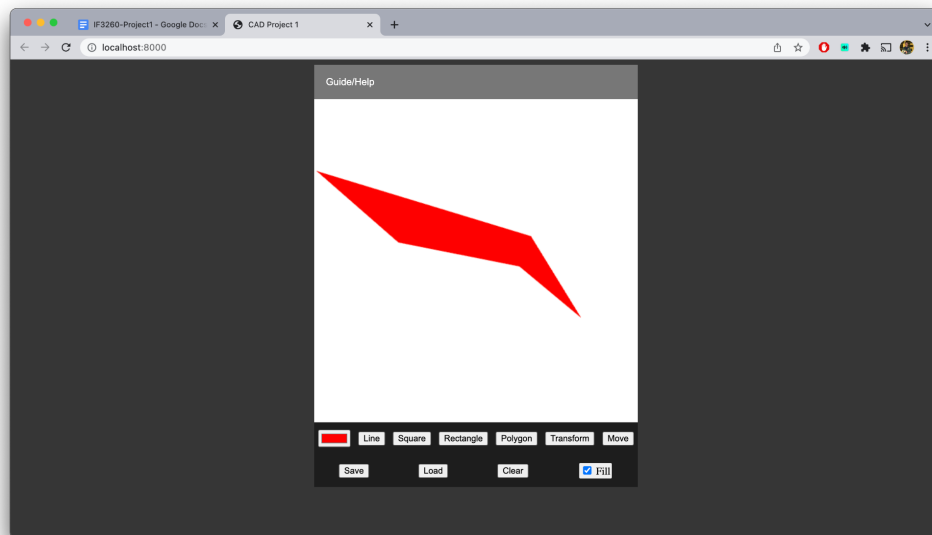 IF3260-Project1 - Google Doc
CAD Project 1
localhost:8000
Guide/Help
Line
Square
Rectangle
Polygon
Transform
Move
Save
Load
Clear
Fill